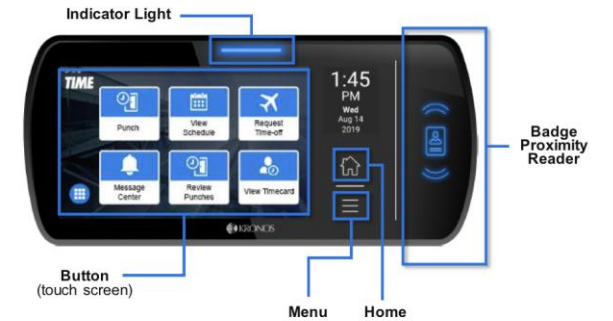 Indicator Light
TIME
Punch
View
Schedule
Request
Time-off
Message
Center
Review
Punches
View Timecard
1:45
PM
Wed
Aug 14
2019
KRONOS
Badge
Proximity
Reader
Button
(touch screen)
Menu
Home